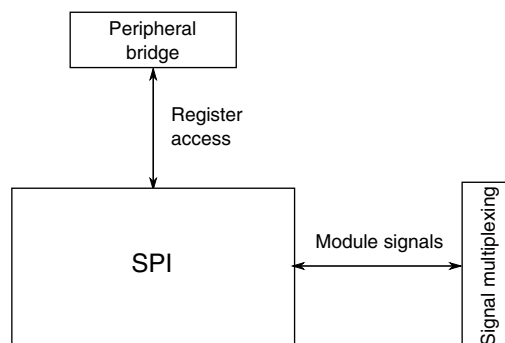 Peripheral
bridge
Register
access
SPI
Module signals
Signal multiplexing